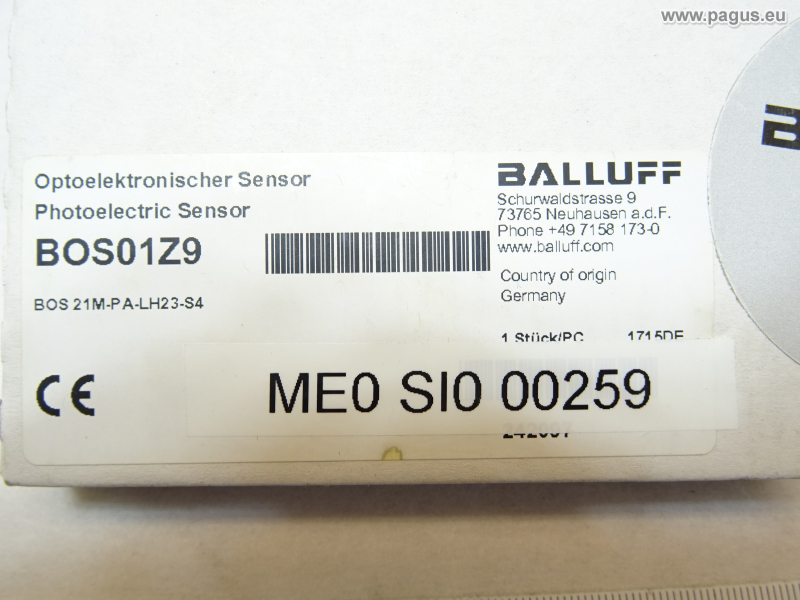 www.pagus.eu
Optoelektronischer Sensor
Photoelectric Sensor
BOS01Z9
BOS 21M-PA-LH23-S4
BALLUFF
Schurwaldstrasse 9
73765 Neuhausen a.d.F.
Phone +49 7158 173-0
www.balluff.com
Country of origin
Germany
1 Stück/PC 1715DE
CE
ME0 SI0 00259